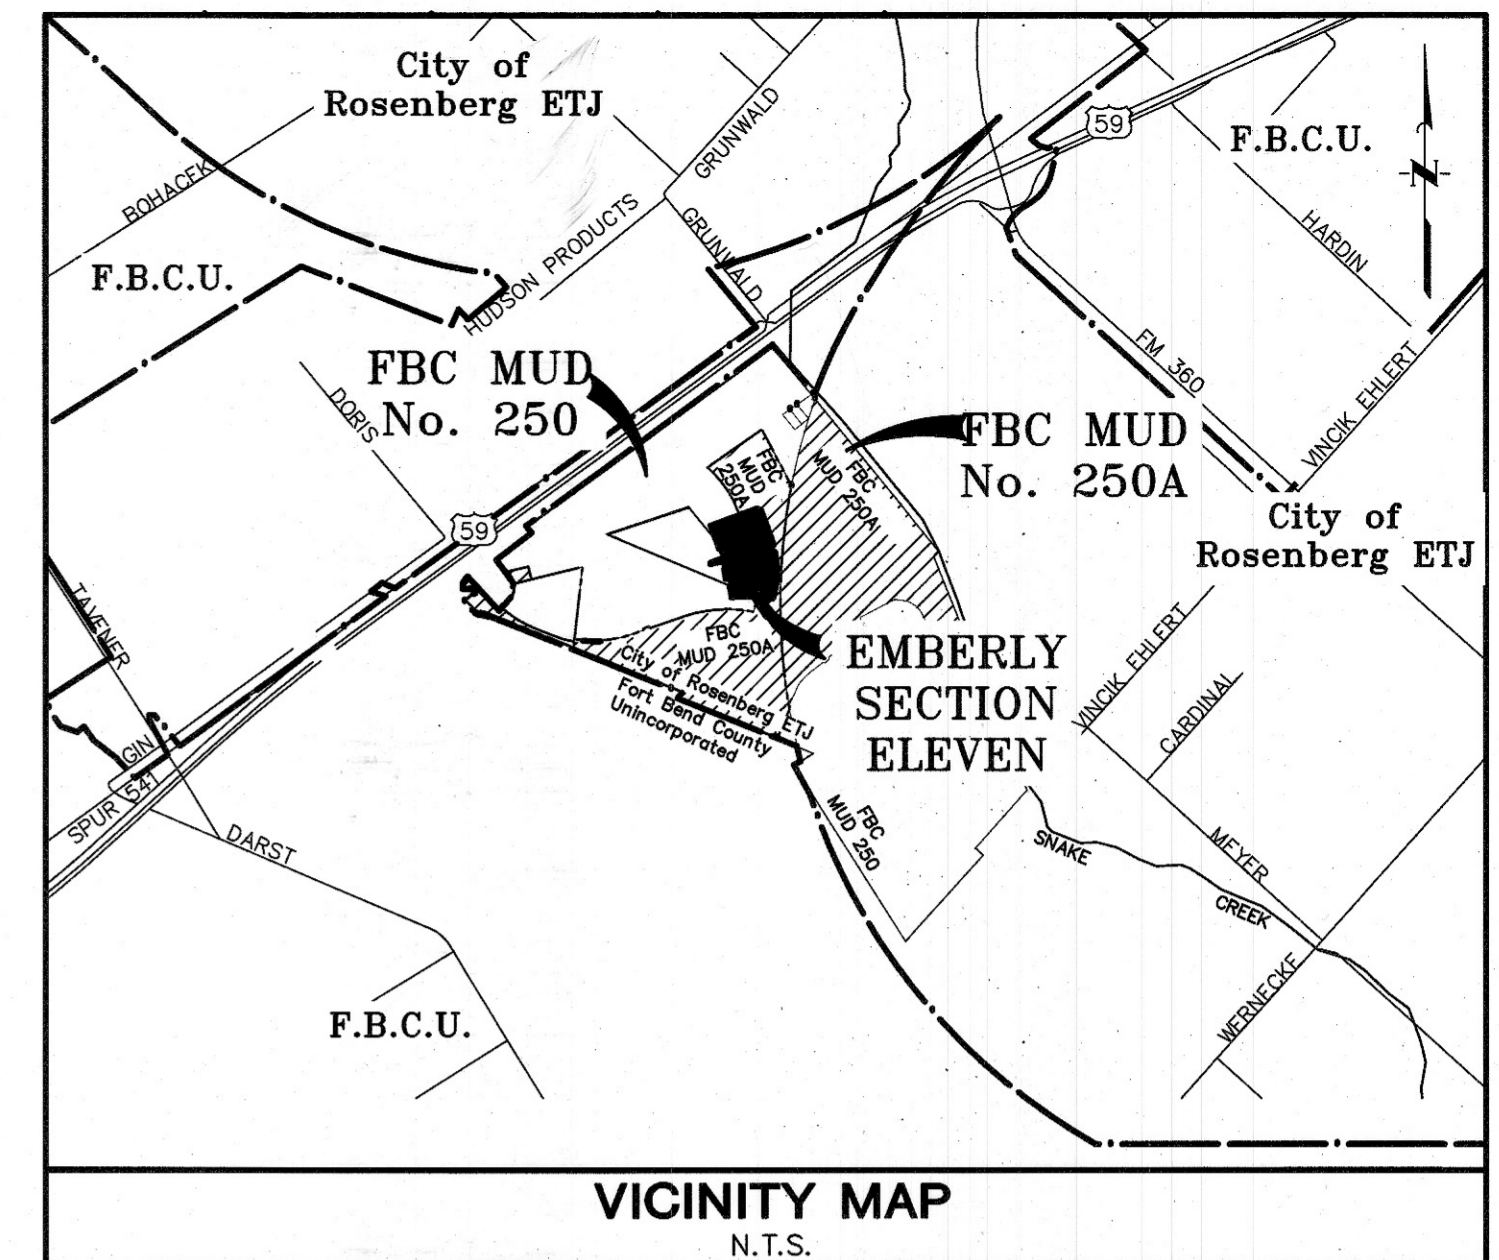 City of
Rosenberg ETJ
GRUNWALD
59
F.B.C.U.
N
BOHACEK
HUDSON PRODUCTS
GRUNWALD
HARDIN
F.B.C.U.
FM 360
VINCIK EHLERT
FBC MUD
No. 250
DORIS
FBC MUD
No. 250A
FBC
MUD
250A
FBC
MUD 250A
59
City of
Rosenberg ETJ
TAVENER
FBC
MUD 250A
City of Rosenberg ETJ
Fort Bend County
Unincorporated
EMBERLY
SECTION
ELEVEN
VINCIK EHLERT
CARDINAL
GIN
SPUR 541
DARST
FBC
MUD 250
SNAKE
CREEK
MEYER
WERNECKE
F.B.C.U.
VICINITY MAP
N.T.S.